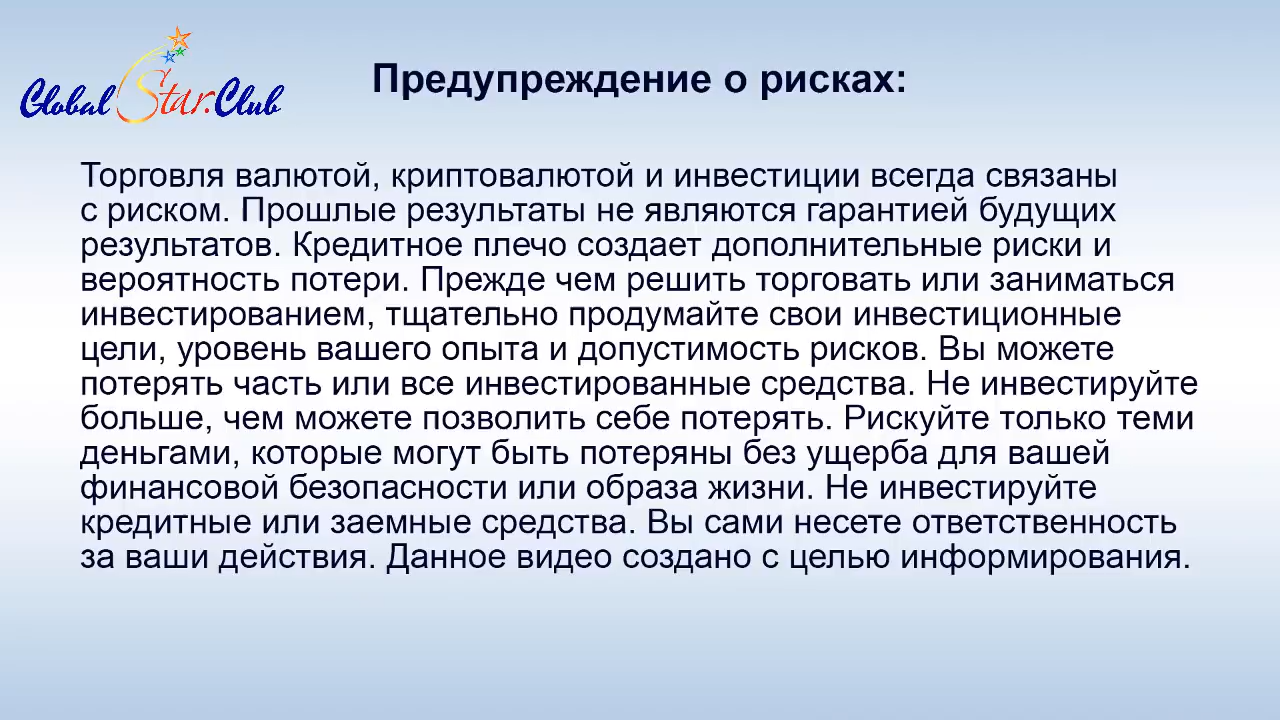 Global Star.Club
Предупреждение о рисках:
Торговля валютой, криптовалютой и инвестиции всегда связаны
с риском. Прошлые результаты не являются гарантией будущих
результатов. Кредитное плечо создает дополнительные риски и
вероятность потери. Прежде чем решить торговать или заниматься
инвестированием, тщательно продумайте свои инвестиционные
цели, уровень вашего опыта и допустимость рисков. Вы можете
потерять часть или все инвестированные средства. Не инвестируйте
больше, чем можете позволить себе потерять. Рискуйте только теми
деньгами, которые могут быть потеряны без ущерба для вашей
финансовой безопасности или образа жизни. Не инвестируйте
кредитные или заемные средства. Вы сами несете ответственность
за ваши действия. Данное видео создано с целью информирования.